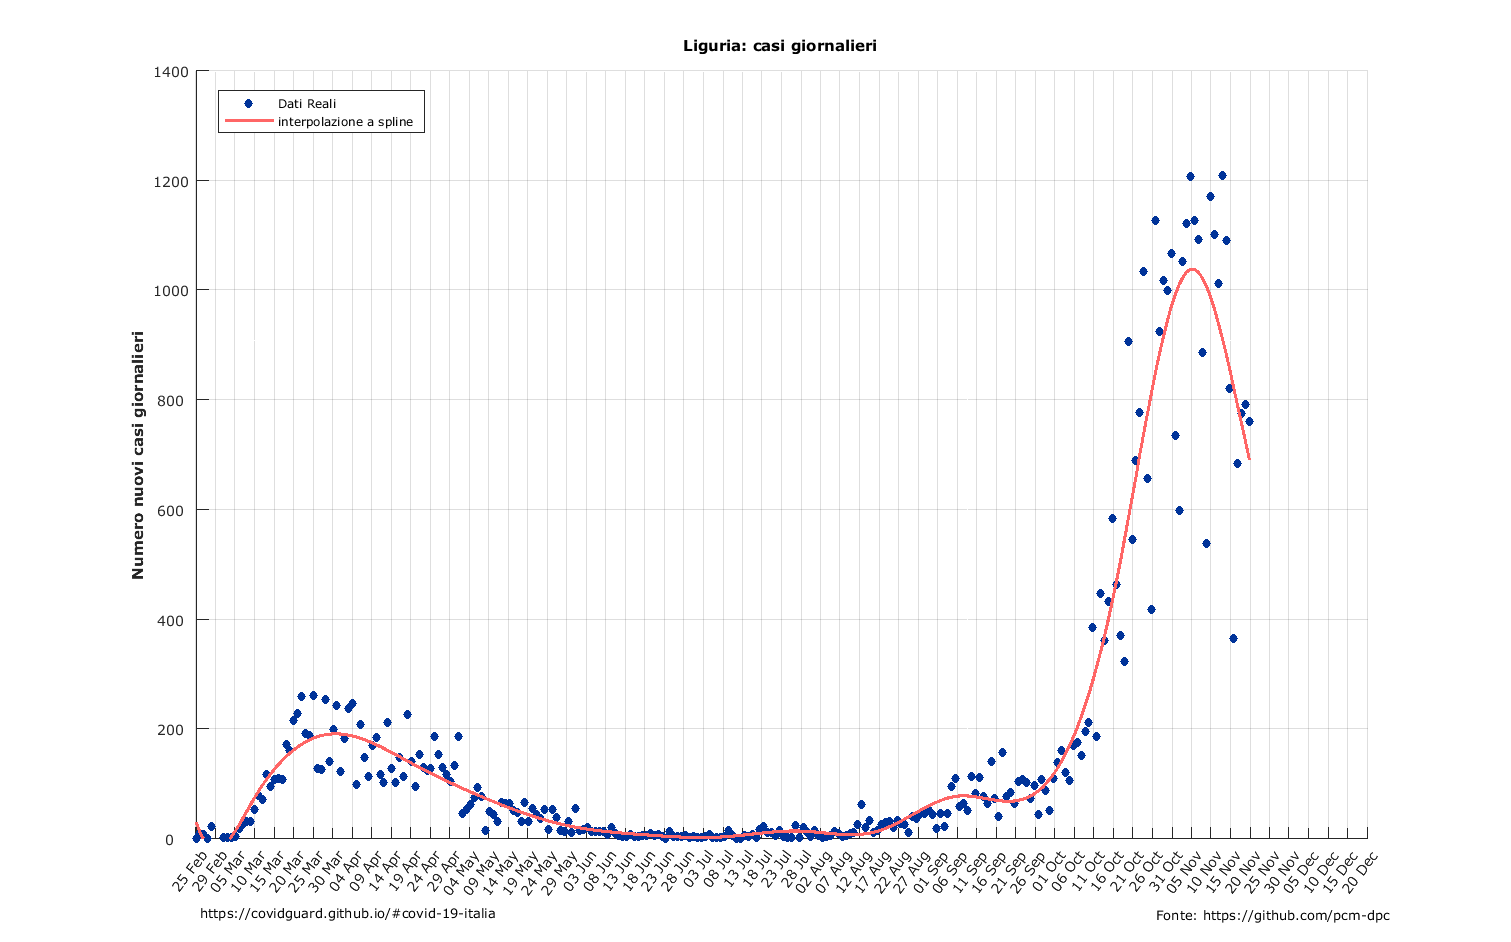 Liguria: casi giornalieri
1400
1200
1000
800
600
400
200
0
Numero nuovi casi giornalieri
Dati Reali
interpolazione a spline
25 Feb
29 Feb
05 Mar
10 Mar
15 Mar
20 Mar
25 Mar
30 Mar
04 Apr
09 Apr
14 Apr
19 Apr
24 Apr
29 Apr
04 May
09 May
14 May
19 May
24 May
29 May
03 Jun
08 Jun
13 Jun
18 Jun
23 Jun
28 Jun
03 Jul
08 Jul
13 Jul
18 Jul
23 Jul
28 Jul
02 Aug
07 Aug
12 Aug
17 Aug
22 Aug
27 Aug
01 Sep
06 Sep
11 Sep
16 Sep
21 Sep
26 Sep
01 Oct
06 Oct
11 Oct
16 Oct
21 Oct
26 Oct
31 Oct
05 Nov
10 Nov
15 Nov
20 Nov
25 Nov
30 Nov
05 Dec
10 Dec
15 Dec
20 Dec
https://covidguard.github.io/#covid-19-italia
Fonte: https://github.com/pcm-dpc